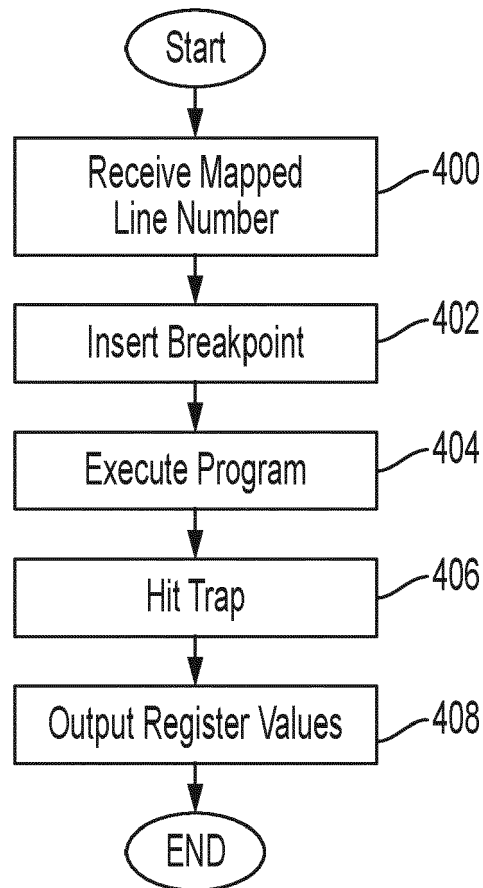 Start
Receive Mapped
Line Number
400
Insert Breakpoint
402
Execute Program
404
Hit Trap
406
Output Register Values
408
END